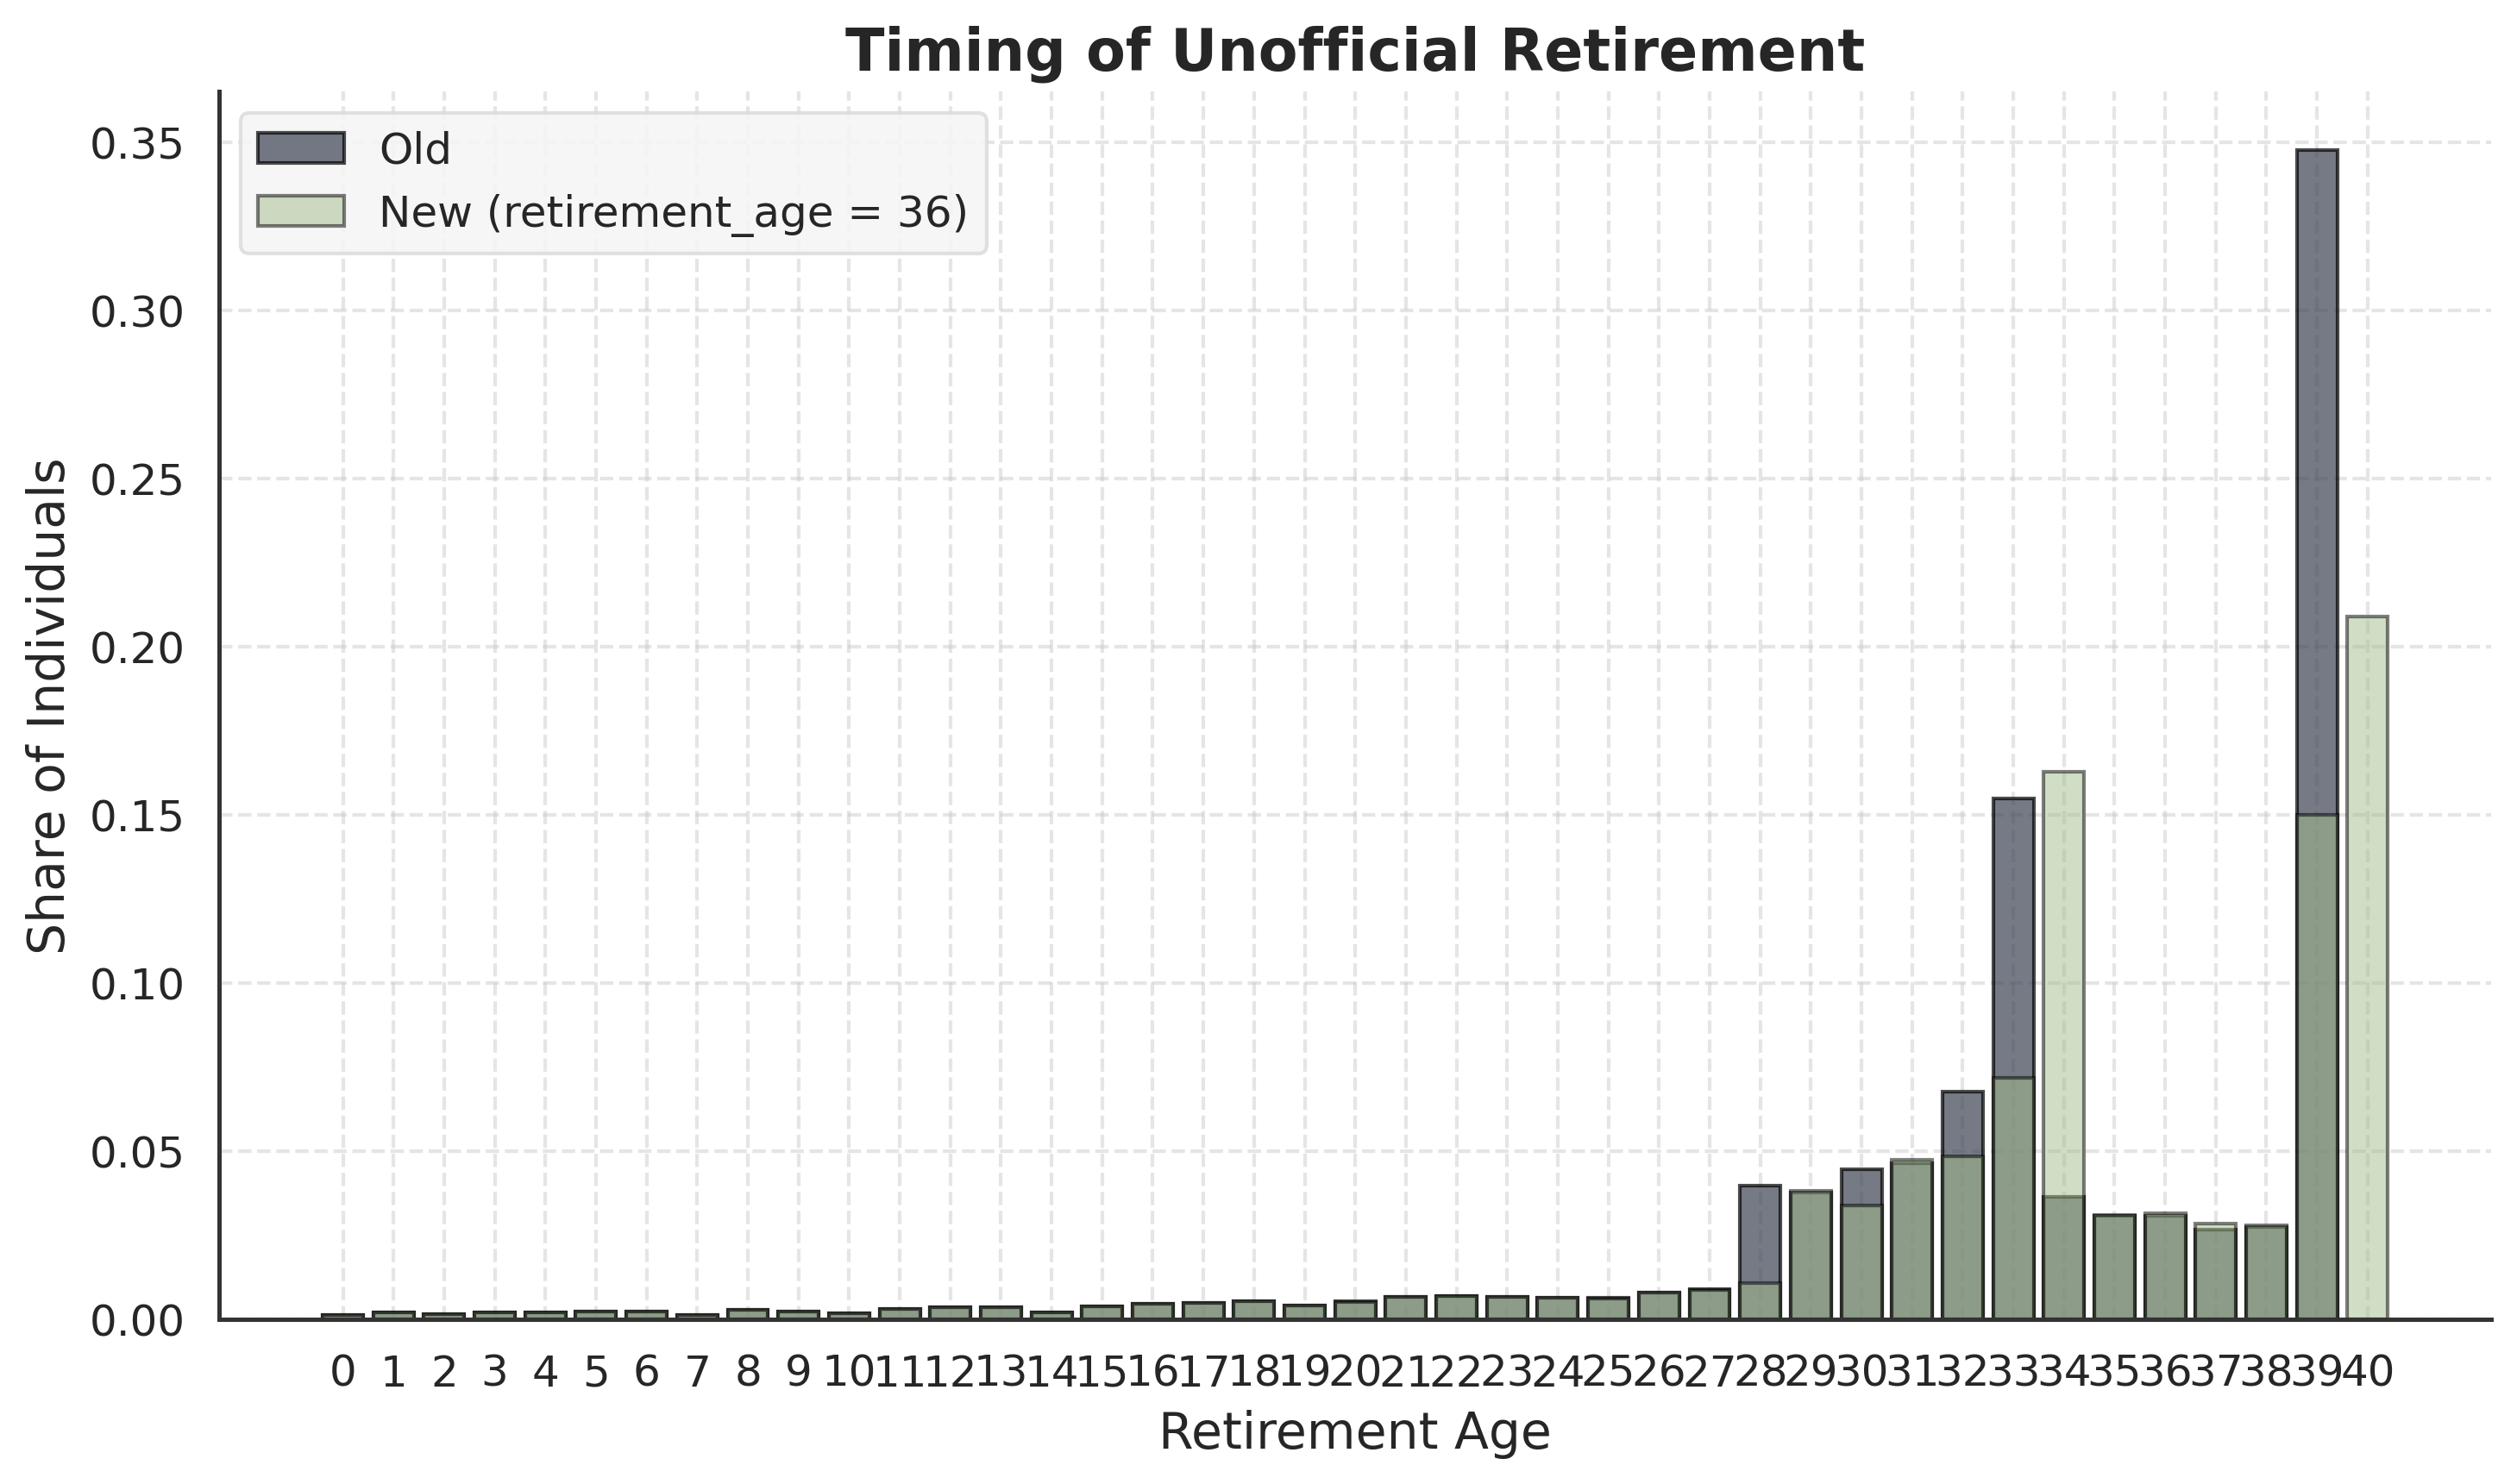 Timing of Unofficial Retirement
Old
New (retirement_age = 36)
0.35
0.30
0.25
0.20
0.15
0.10
0.05
0.00
Share of Individuals
0 1 2 3 4 5 6 7 8 9 10 11 12 13 14 15 16 17 18 19 20 21 22 23 24 25 26 27 28 29 30 31 32 33 34 35 36 37 38 39 40
Retirement Age